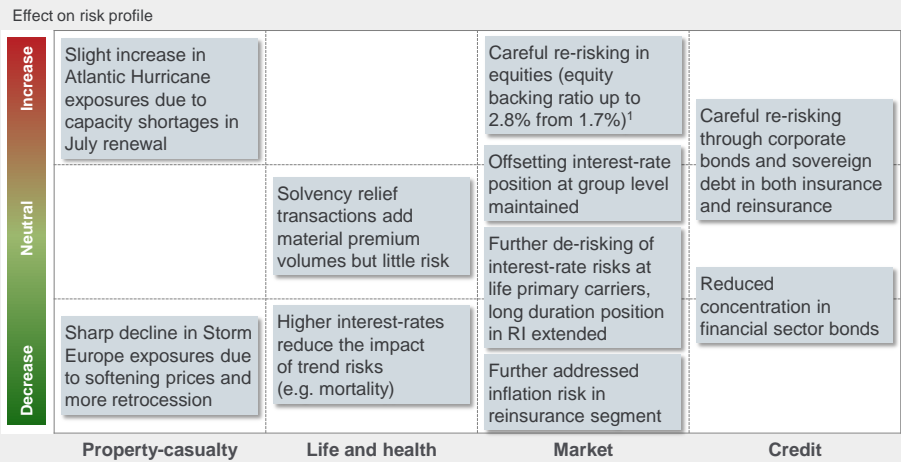 Effect on risk profile
Increase
Neutral
Decrease
Slight increase in
Atlantic Hurricane
exposures due to
capacity shortages in
July renewal
Sharp decline in Storm
Europe exposures due
to softening prices and
more retrocession
Solvency relief
transactions add
material premium
volumes but little risk
Higher interest-rates
reduce the impact
of trend risks
(e.g. mortality)
Careful re-risking in
equities (equity
backing ratio up to
2.8% from 1.7%)1
Offsetting interest-rate
position at group level
maintained
Further de-risking of
interest-rate risks at
life primary carriers,
long duration position
in RI extended
Further addressed
inflation risk in
reinsurance segment
Careful re-risking
through corporate
bonds and sovereign
debt in both insurance
and reinsurance
Reduced
concentration in
financial sector bonds
Property-casualty
Life and health
Market
Credit